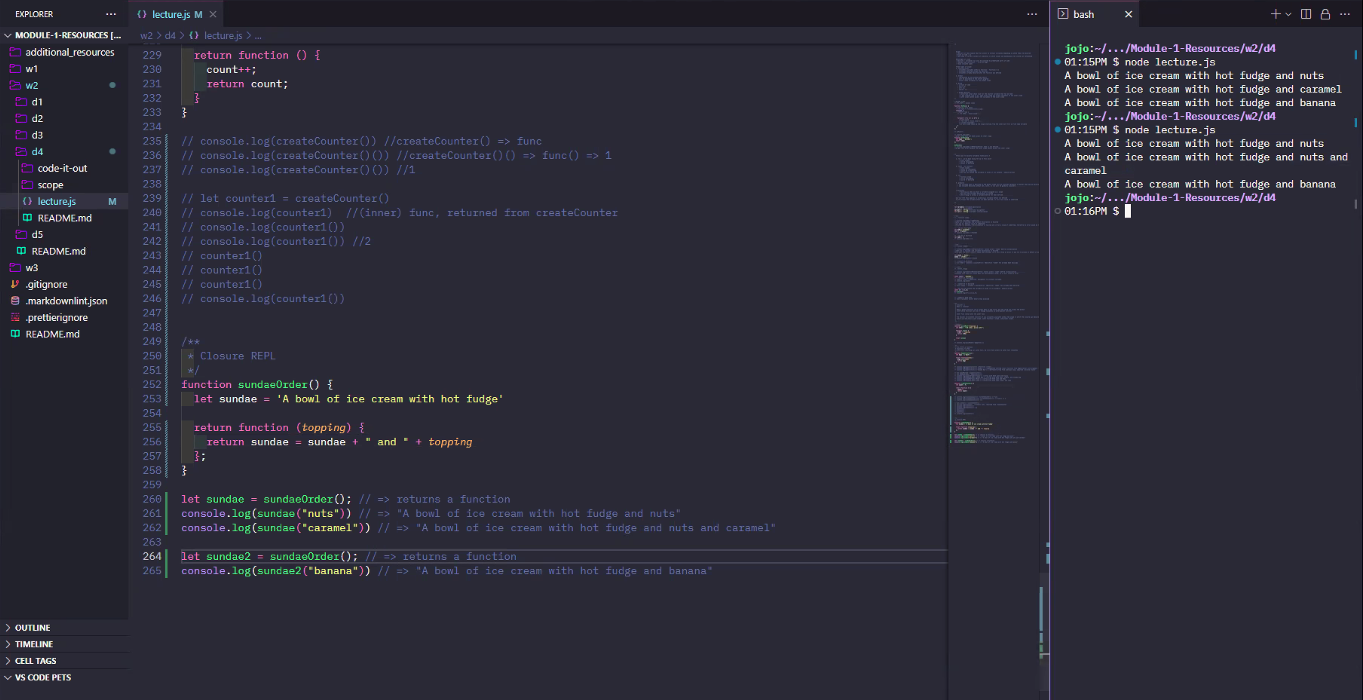 EXPLORER
...
MODULE-1-RESOURCES [...
additional_resources
w1
w2
d1
d2
d3
d4
code-it-out
scope
lecture.js M
README.md
d5
README.md
w3
.gitignore
.markdownlint.json
.prettierignore
README.md
OUTLINE
TIMELINE
CELL TAGS
VS CODE PETS
lecture.js M
...
w2 > d4 > lecture.js > ...
229 return function () {
230 count++;
231 return count;
232 }
233 }
234
235 // console.log(createCounter()) //createCounter() => func
236 // console.log(createCounter()()) //createCounter()() => func() => 1
237 // console.log(createCounter()()) //1
238
239 // let counter1 = createCounter()
240 // console.log(counter1)  //(inner) func, returned from createCounter
241 // console.log(counter1())
242 // console.log(counter1()) //2
243 // counter1()
244 // counter1()
245 // counter1()
246 // console.log(counter1())
247
248
249 /**
250 * Closure REPL
251 */
252 function sundaeOrder() {
253 let sundae = 'A bowl of ice cream with hot fudge'
254
255 return function (topping) {
256 return sundae = sundae + " and " + topping
257 };
258 }
259
260 let sundae = sundaeOrder(); // => returns a function
261 console.log(sundae("nuts")) // => "A bowl of ice cream with hot fudge and nuts"
262 console.log(sundae("caramel")) // => "A bowl of ice cream with hot fudge and nuts and caramel"
263
264 let sundae2 = sundaeOrder(); // => returns a function
265 console.log(sundae2("banana")) // => "A bowl of ice cream with hot fudge and banana"
bash
...
jojo:~/.../Module-1-Resources/w2/d4
01:15PM $ node lecture.js
A bowl of ice cream with hot fudge and nuts
A bowl of ice cream with hot fudge and caramel
A bowl of ice cream with hot fudge and banana
jojo:~/.../Module-1-Resources/w2/d4
01:15PM $ node lecture.js
A bowl of ice cream with hot fudge and nuts
A bowl of ice cream with hot fudge and nuts and
caramel
A bowl of ice cream with hot fudge and banana
jojo:~/.../Module-1-Resources/w2/d4
01:16PM $